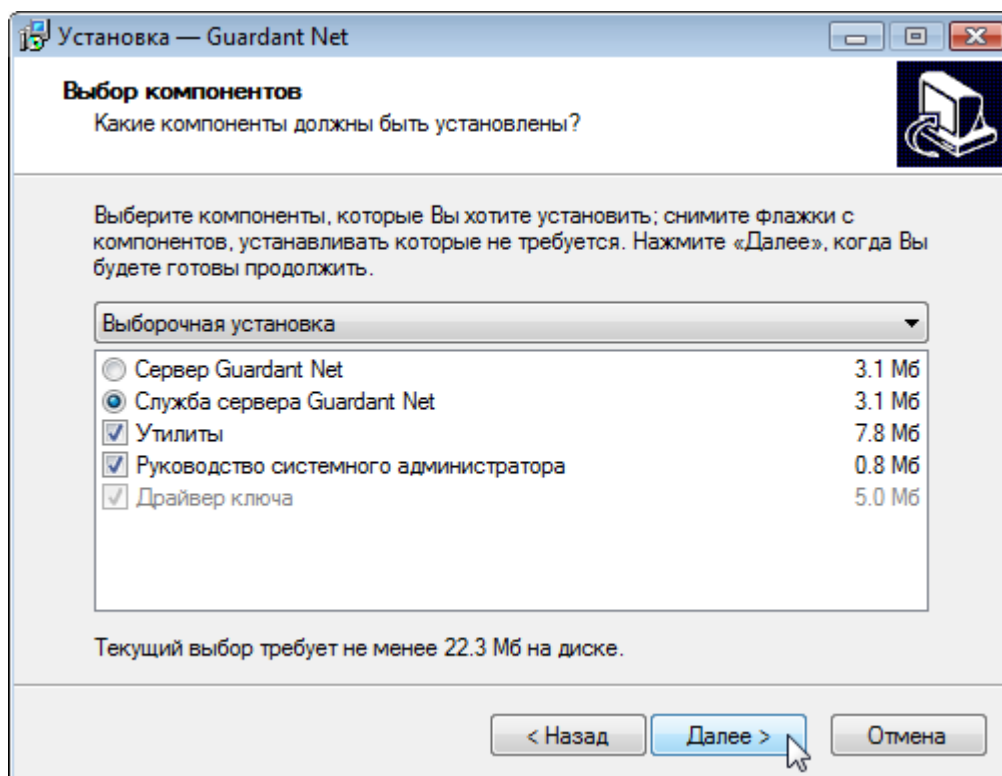 Установка — Guardant Net
Выбор компонентов
Какие компоненты должны быть установлены?
Выберите компоненты, которые Вы хотите установить; снимите флажки с
компонентов, устанавливать которые не требуется. Нажмите «Далее», когда Вы
будете готовы продолжить.
Выборочная установка
Сервер Guardant Net 3.1 Мб
Служба сервера Guardant Net 3.1 Мб
Утилиты 7.8 Мб
Руководство системного администратора 0.8 Мб
Драйвер ключа 5.0 Мб
Текущий выбор требует не менее 22.3 Мб на диске.
< Назад Далее > Отмена